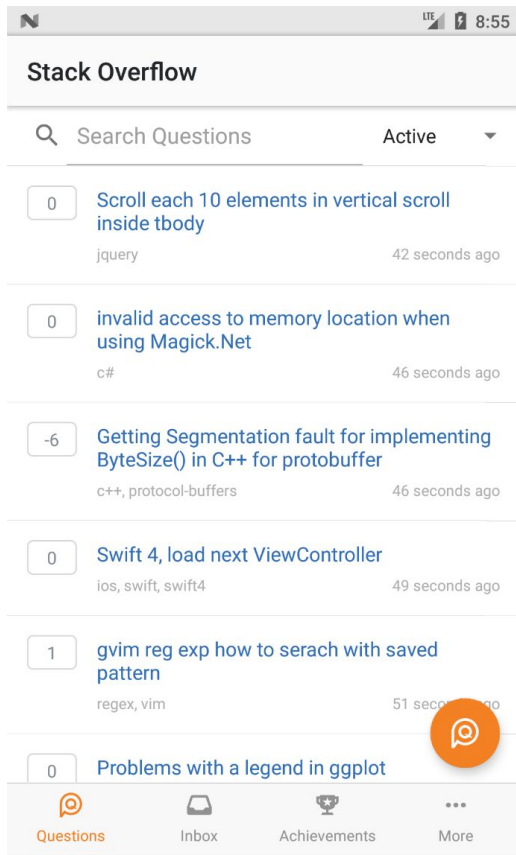 LTE 8:55
Stack Overflow
Search Questions Active
0 Scroll each 10 elements in vertical scroll
inside tbody
jquery 42 seconds ago
0 invalid access to memory location when
using Magick.Net
c# 46 seconds ago
-6 Getting Segmentation fault for implementing
ByteSize() in C++ for protobuffer
c++, protocol-buffers 46 seconds ago
0 Swift 4, load next ViewController
ios, swift, swift4 49 seconds ago
1 gvim reg exp how to serach with saved
pattern
regex, vim 51 seconds ago
0 Problems with a legend in ggplot
Questions Inbox Achievements More